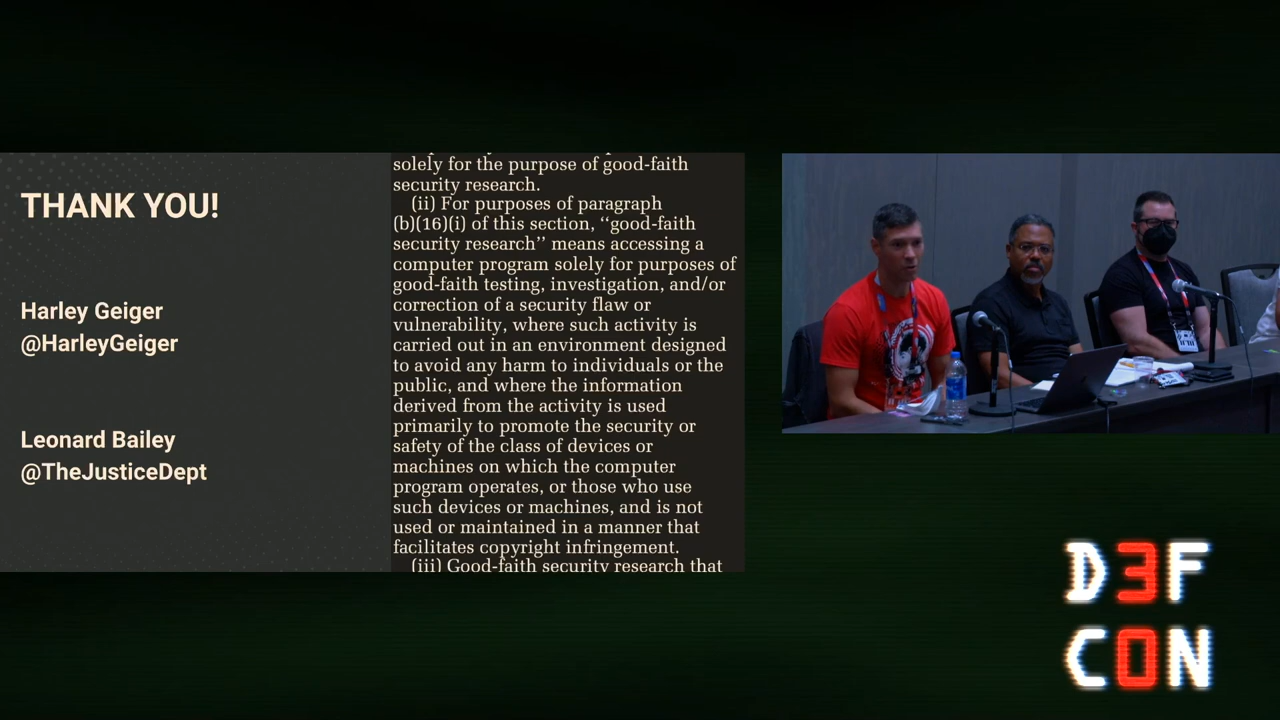 THANK YOU!
Harley Geiger
@HarleyGeiger
Leonard Bailey
@TheJusticeDept
solely for the purpose of good-faith
security research.
(ii) For purposes of paragraph
(b)(16)(i) of this section, ‘‘good-faith
security research’’ means accessing a
computer program solely for purposes of
good-faith testing, investigation, and/or
correction of a security flaw or
vulnerability, where such activity is
carried out in an environment designed
to avoid any harm to individuals or the
public, and where the information
derived from the activity is used
primarily to promote the security or
safety of the class of devices or
machines on which the computer
program operates, or those who use
such devices or machines, and is not
used or maintained in a manner that
facilitates copyright infringement.
(iii) Good-faith security research that
D3F
C0N